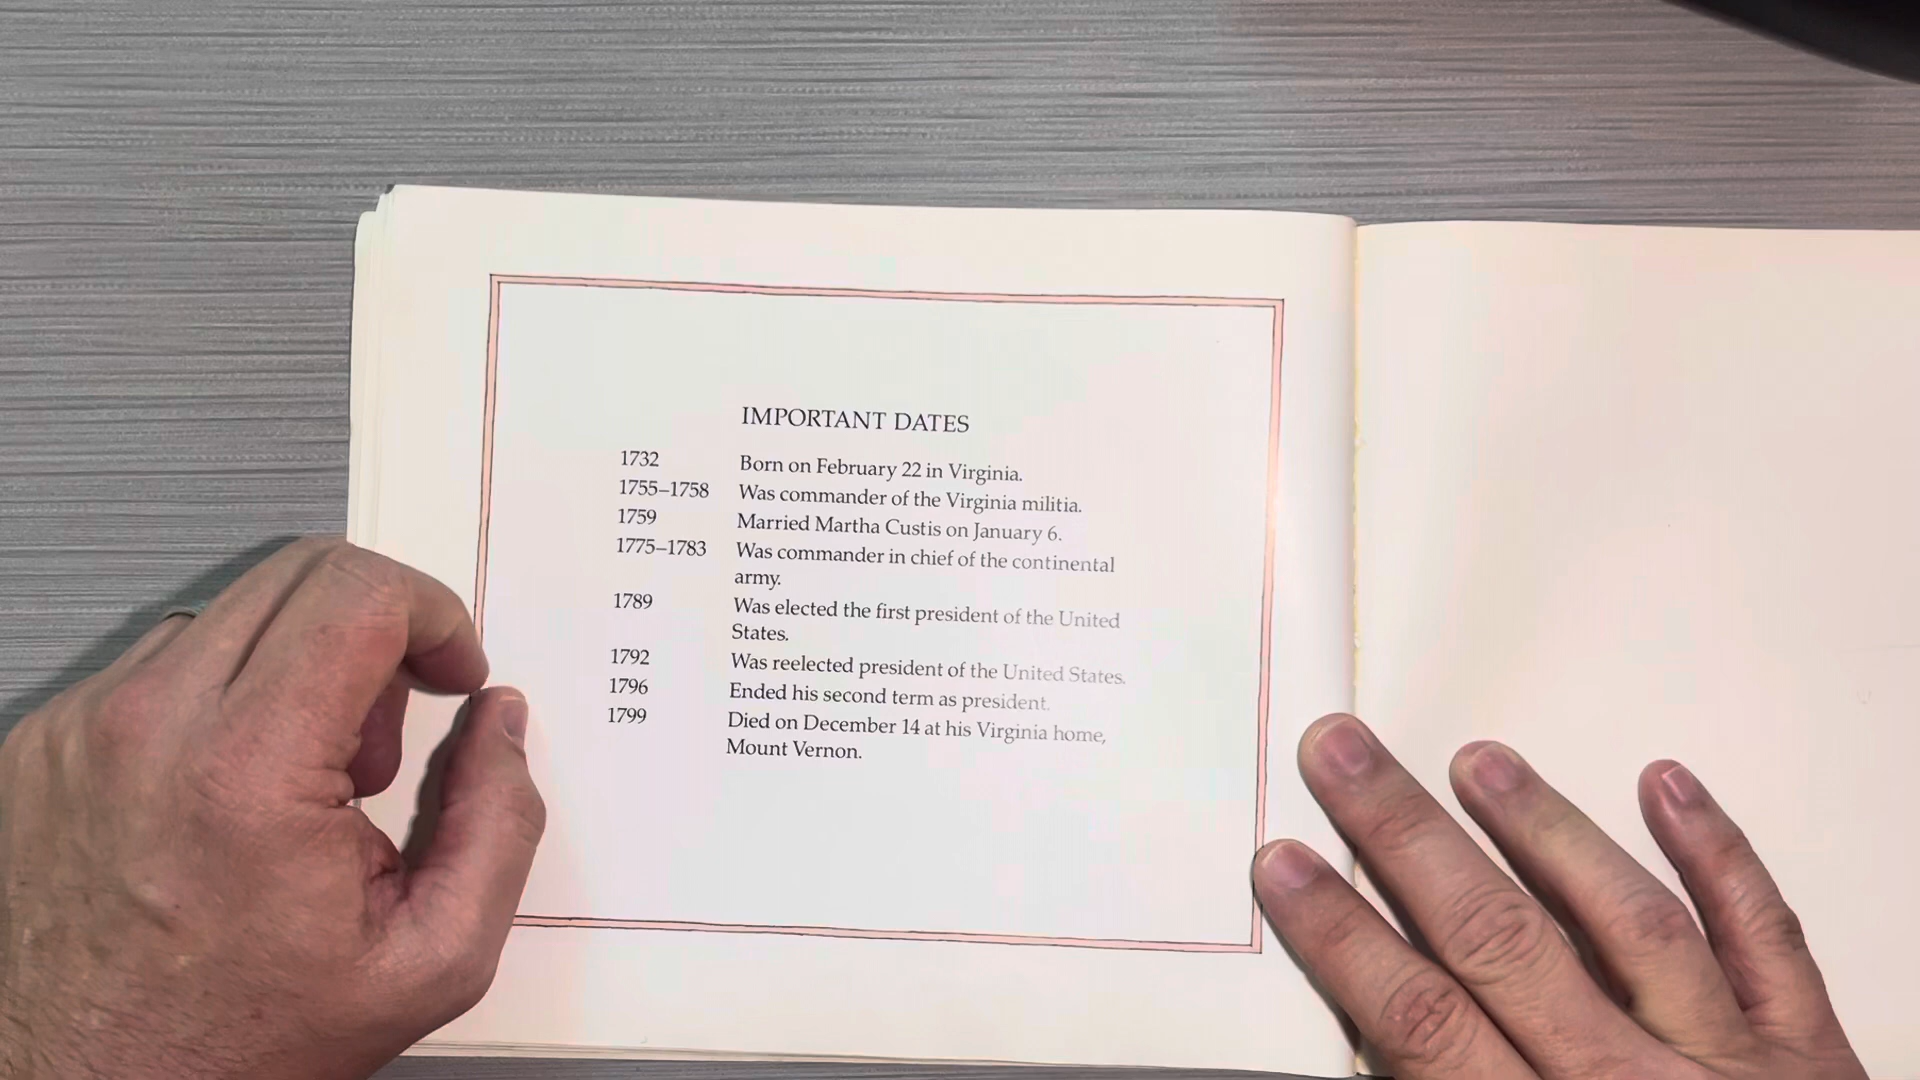 IMPORTANT DATES
1732 Born on February 22 in Virginia.
1755–1758 Was commander of the Virginia militia.
1759 Married Martha Custis on January 6.
1775–1783 Was commander in chief of the continental
army.
1789 Was elected the first president of the United
States.
1792 Was reelected president of the United States.
1796 Ended his second term as president.
1799 Died on December 14 at his Virginia home,
Mount Vernon.